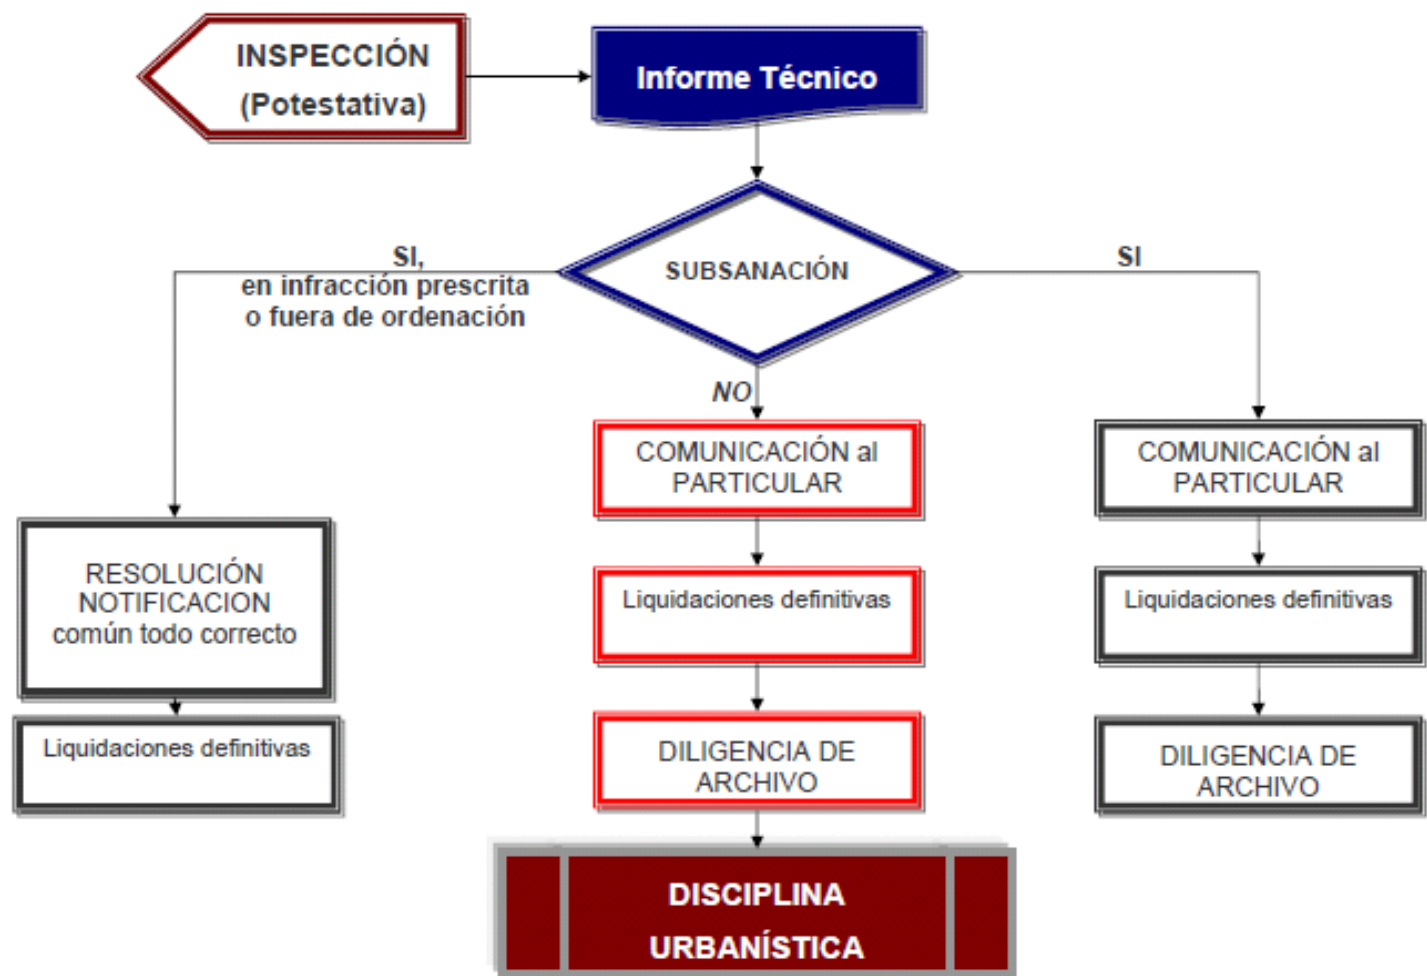 INSPECCIÓN
(Potestativa)
Informe Técnico
SUBSANACIÓN
SI,
en infracción prescrita
o fuera de ordenación
SI
NO
COMUNICACIÓN al
PARTICULAR
COMUNICACIÓN al
PARTICULAR
RESOLUCIÓN
NOTIFICACION
común todo correcto
Liquidaciones definitivas
Liquidaciones definitivas
Liquidaciones definitivas
DILIGENCIA DE
ARCHIVO
DILIGENCIA DE
ARCHIVO
DISCIPLINA
URBANÍSTICA